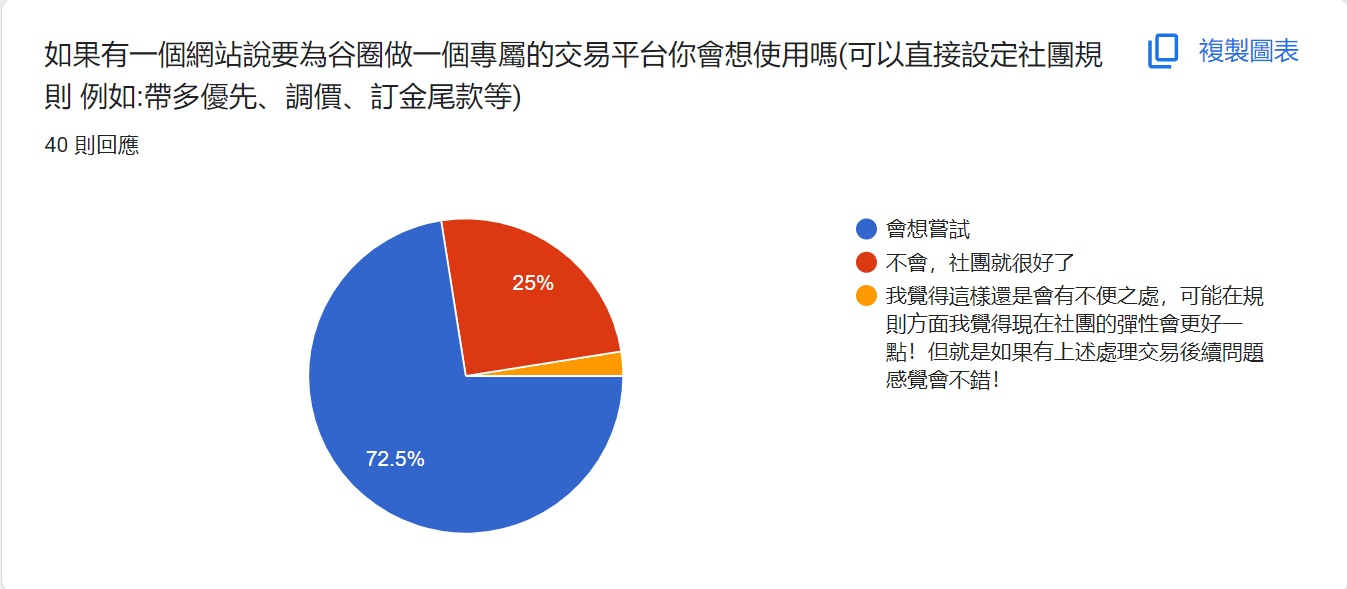 如果有一個網站說要為谷圈做一個專屬的交易平台你會想使用嗎(可以直接設定社團規
則 例如:帶多優先、調價、訂金尾款等)
複製圖表
40 則回應
25%
72.5%
會想嘗試
不會，社團就很好了
我覺得這樣還是會有不便之處，可能在規
則方面我覺得現在社團的彈性會更好一
點！但就是如果有上述處理交易後續問題
感覺會不錯！